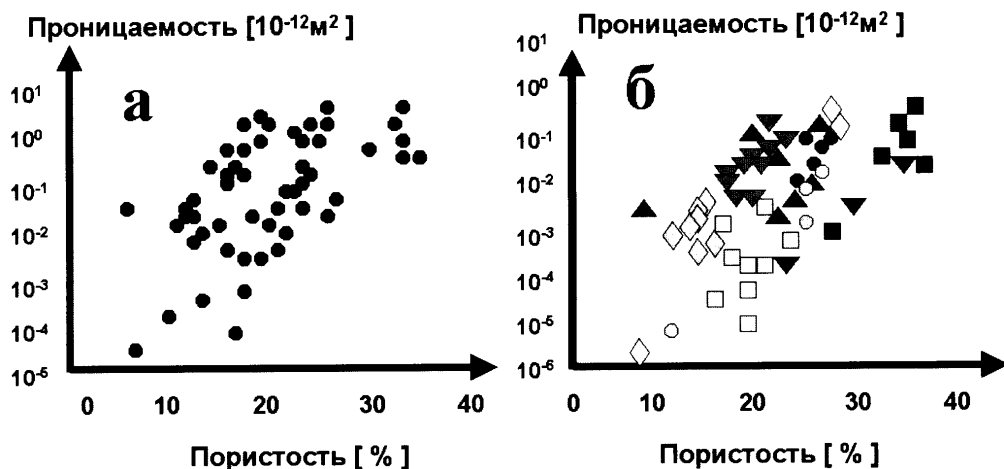 Проницаемость [10⁻¹²м² ]
а
10¹
10⁰
10⁻¹
10⁻²
10⁻³
10⁻⁴
10⁻⁵
0 10 20 30 40
Пористость [ % ]
Проницаемость [10⁻¹²м² ]
б
10¹
10⁰
10⁻¹
10⁻²
10⁻³
10⁻⁴
10⁻⁵
10⁻⁶
0 10 20 30 40
Пористость [ % ]